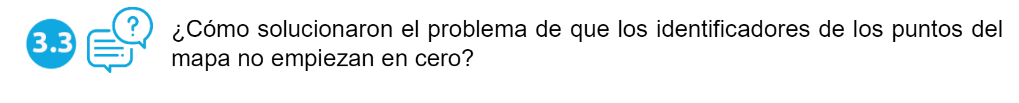 3.3
?
¿Cómo solucionaron el problema de que los identificadores de los puntos del
mapa no empiezan en cero?